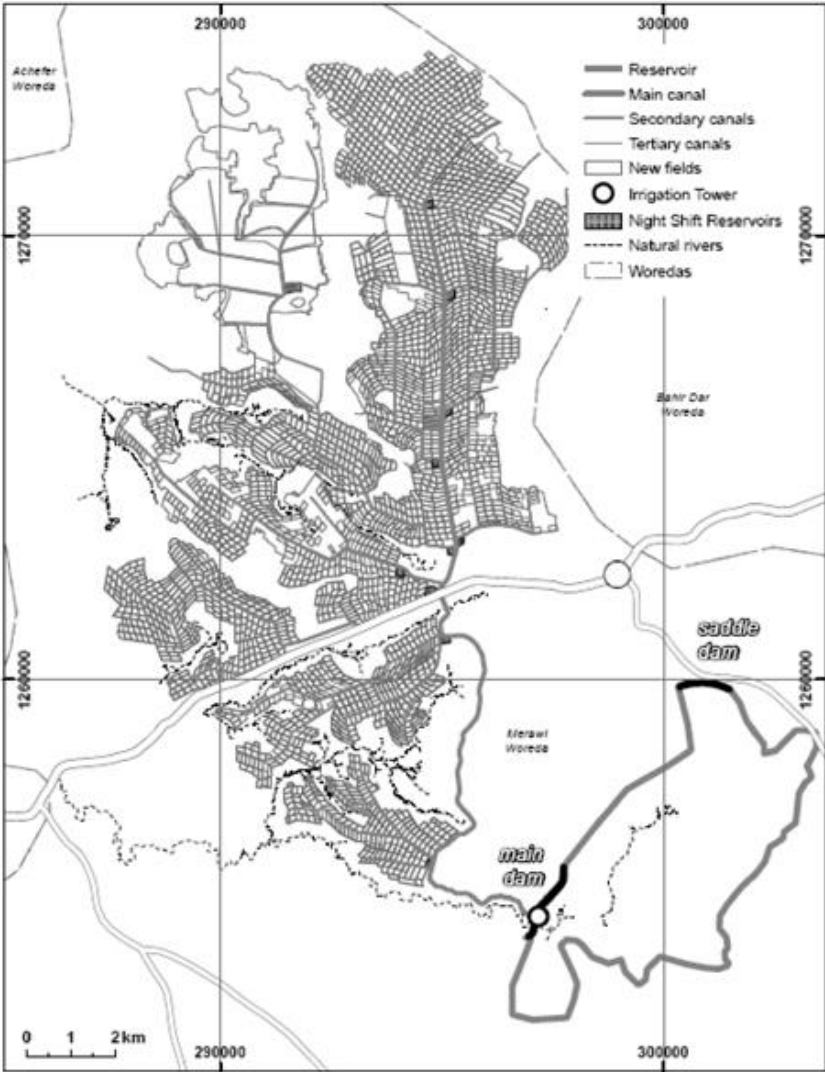 290000
300000
Achefer
Woreda
Reservoir
Main canal
Secondary canals
Tertiary canals
New fields
Irrigation Tower
Night Shift Reservoirs
Natural rivers
Woredas
1270000
1270000
Bahir Dar
Woreda
saddle
dam
1260000
1260000
Merawi
Woreda
main
dam
0 1 2 km
290000
300000